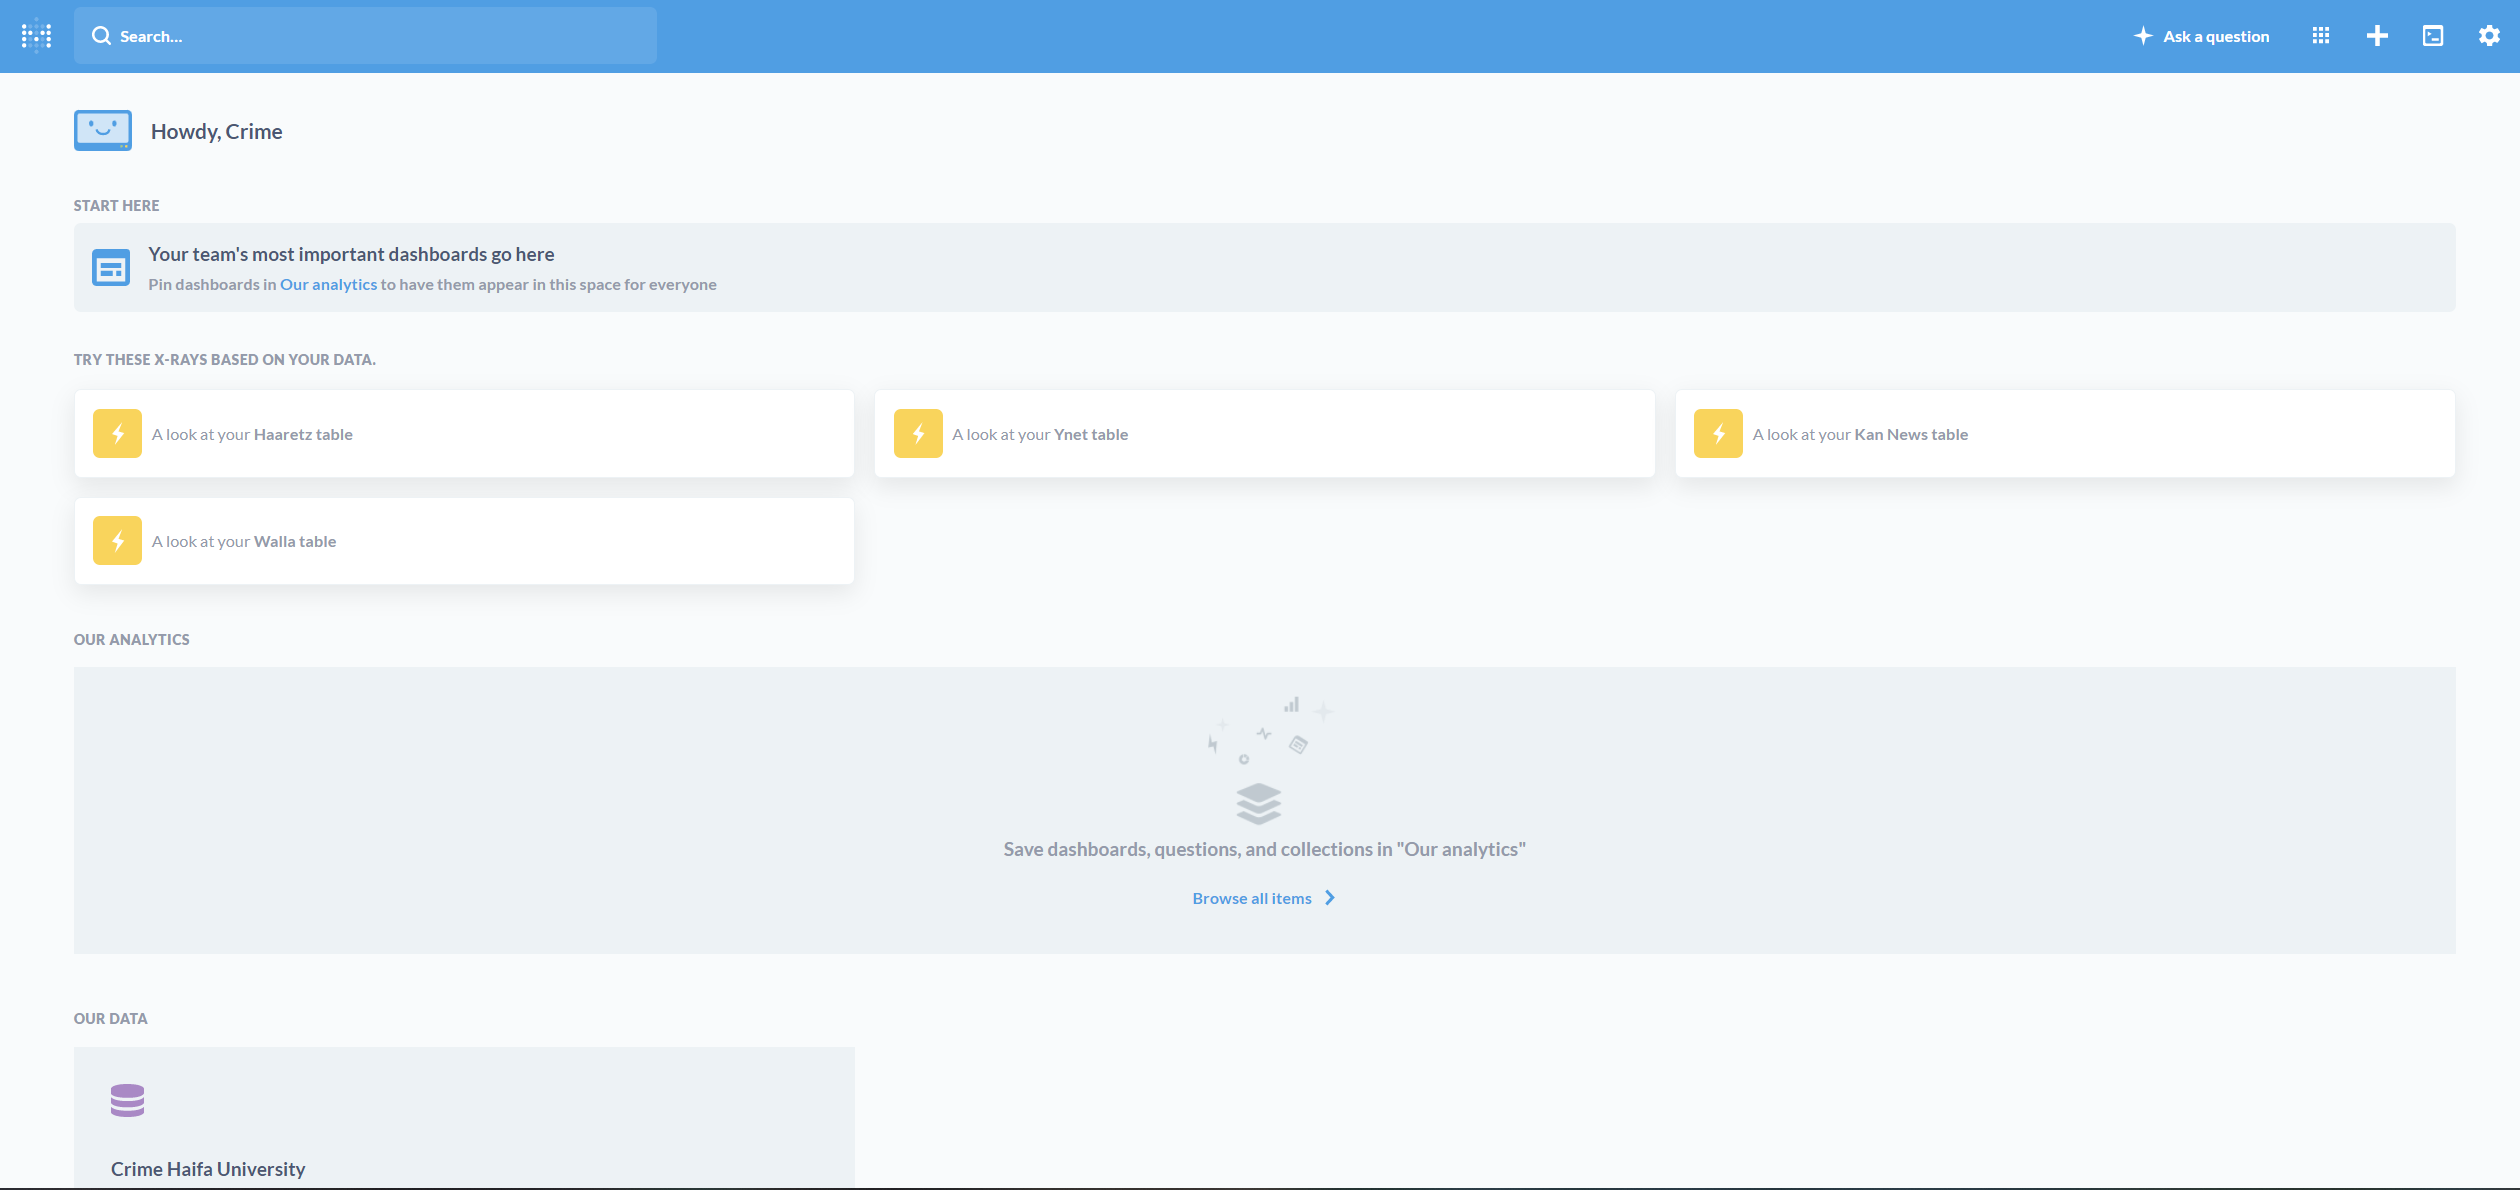 Search...
Ask a question
Howdy, Crime
START HERE
Your team's most important dashboards go here
Pin dashboards in Our analytics to have them appear in this space for everyone
TRY THESE X-RAYS BASED ON YOUR DATA.
A look at your Haaretz table
A look at your Ynet table
A look at your Kan News table
A look at your Walla table
OUR ANALYTICS
Save dashboards, questions, and collections in "Our analytics"
Browse all items
OUR DATA
Crime Haifa University